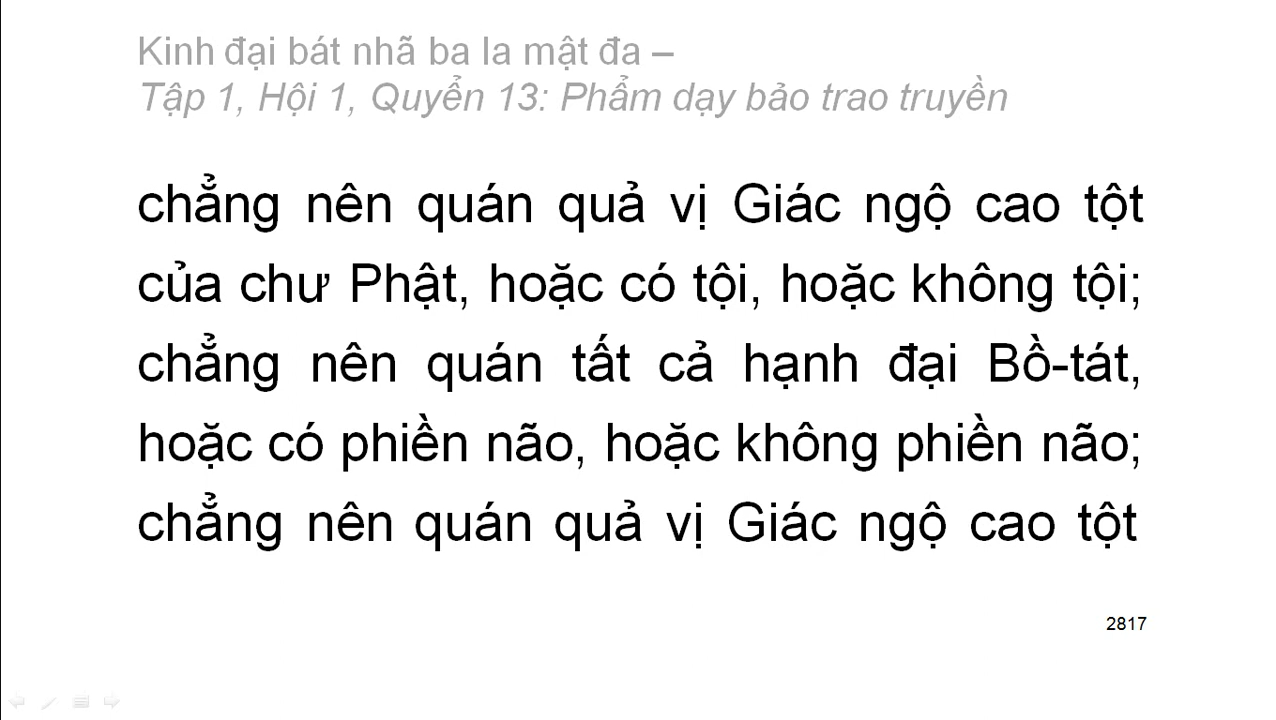 Kinh đại bát nhã ba la mật đa –
Tập 1, Hội 1, Quyển 13: Phẩm dạy bảo trao truyền
chẳng nên quán quả vị Giác ngộ cao tột
của chư Phật, hoặc có tội, hoặc không tội;
chẳng nên quán tất cả hạnh đại Bồ-tát,
hoặc có phiền não, hoặc không phiền não;
chẳng nên quán quả vị Giác ngộ cao tột
2817